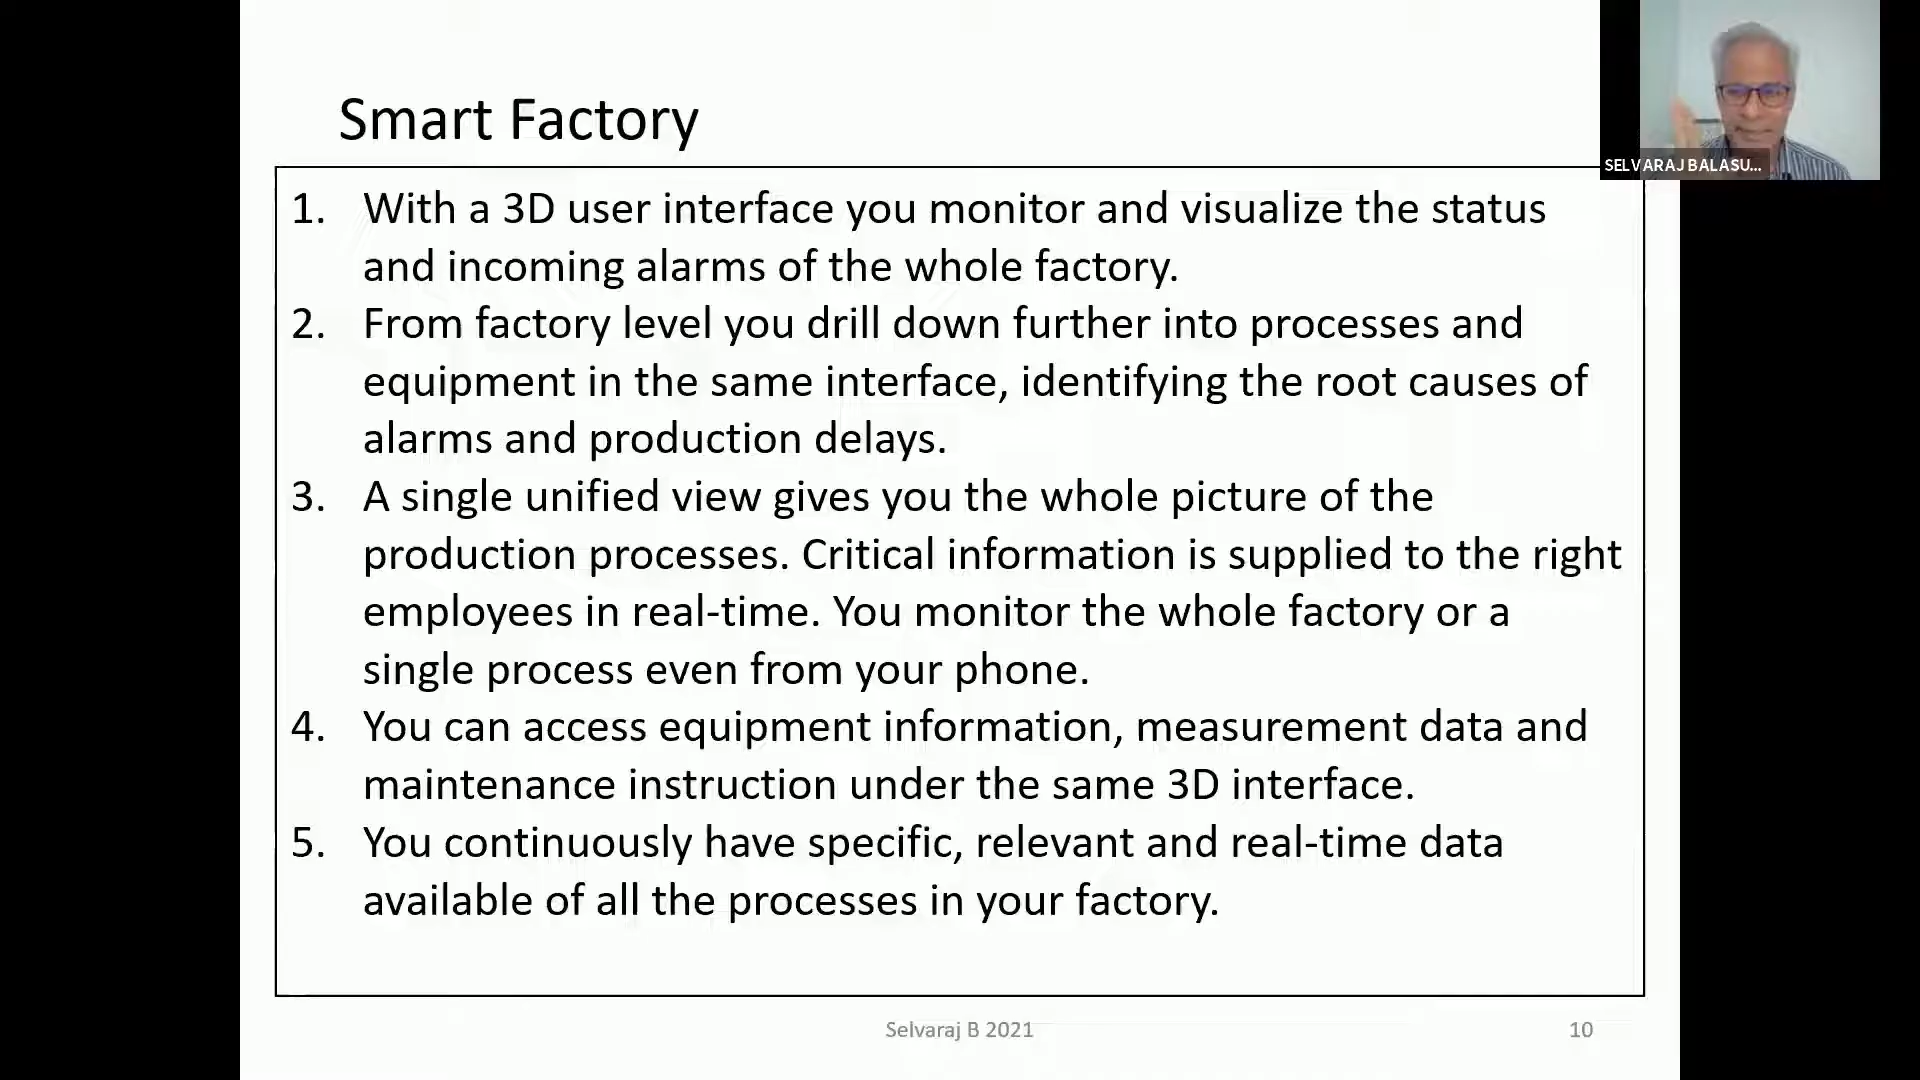 Smart Factory
SELVARAJ BALASU...
1. With a 3D user interface you monitor and visualize the status
and incoming alarms of the whole factory.
2. From factory level you drill down further into processes and
equipment in the same interface, identifying the root causes of
alarms and production delays.
3. A single unified view gives you the whole picture of the
production processes. Critical information is supplied to the right
employees in real-time. You monitor the whole factory or a
single process even from your phone.
4. You can access equipment information, measurement data and
maintenance instruction under the same 3D interface.
5. You continuously have specific, relevant and real-time data
available of all the processes in your factory.
Selvaraj B 2021
10